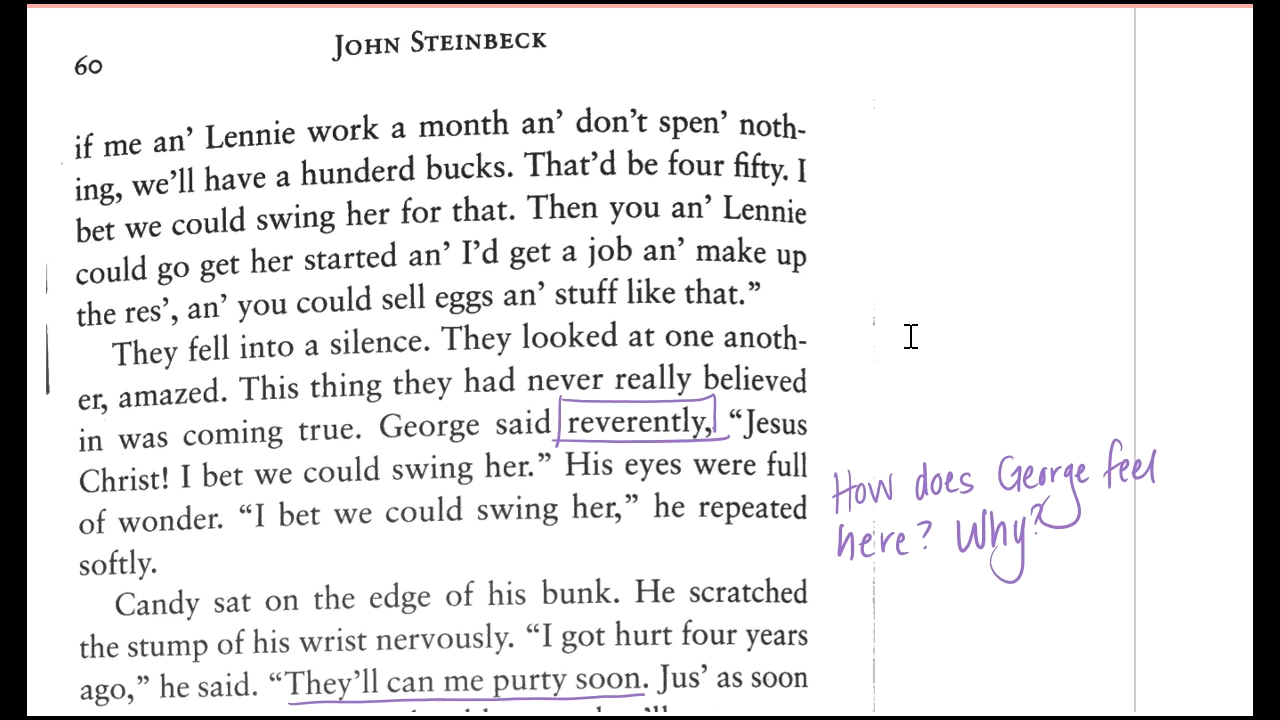 60
JOHN STEINBECK
if me an' Lennie work a month an' don't spen' noth-
ing, we'll have a hunderd bucks. That'd be four fifty. I
bet we could swing her for that. Then you an' Lennie
could go get her started an' I'd get a job an' make up
the res', an' you could sell eggs an' stuff like that.”
They fell into a silence. They looked at one anoth-
er, amazed. This thing they had never really believed
in was coming true. George said reverently, “Jesus
Christ! I bet we could swing her.” His eyes were full
of wonder. “I bet we could swing her,” he repeated
softly.
Candy sat on the edge of his bunk. He scratched
the stump of his wrist nervously. “I got hurt four years
ago,” he said. “They'll can me purty soon. Jus' as soon
How does George feel
here? Why?